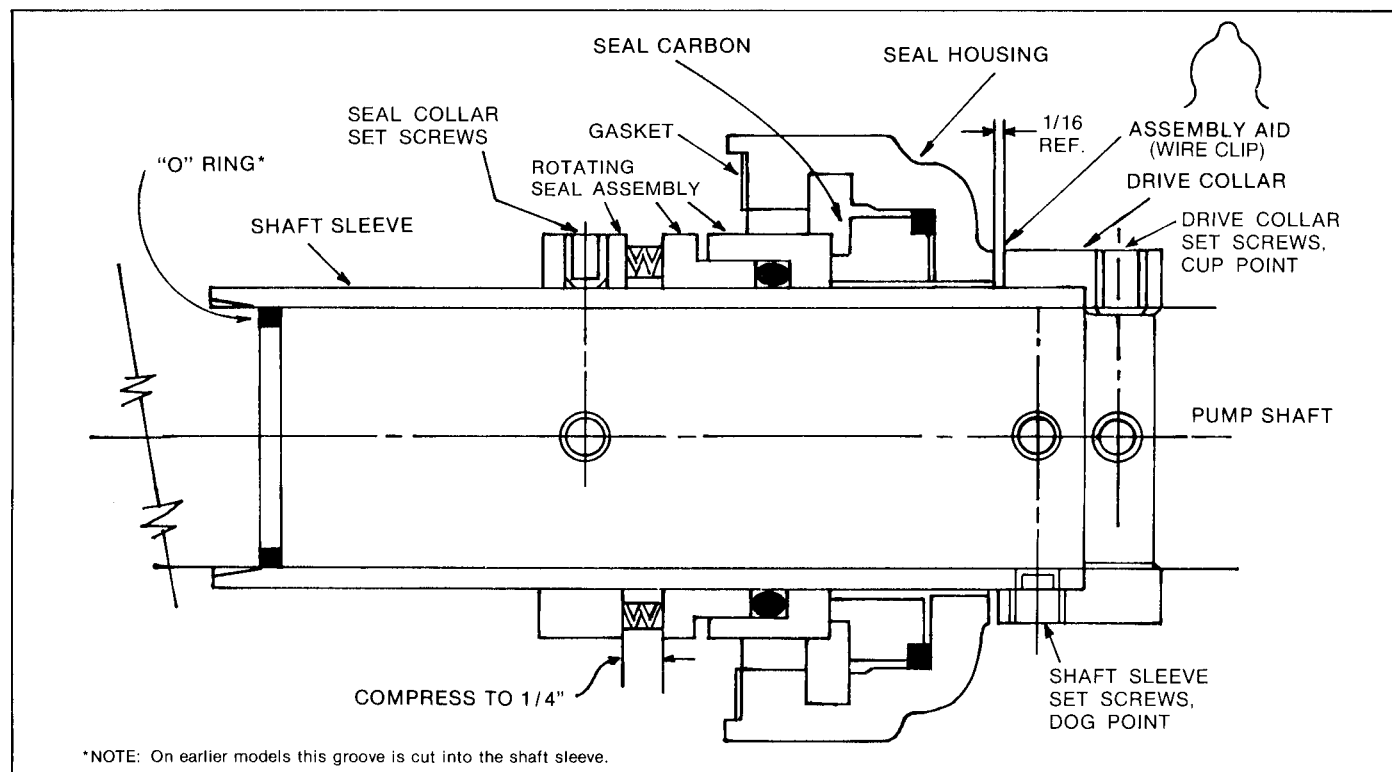 SEAL CARBON
SEAL HOUSING
SEAL COLLAR
SET SCREWS
GASKET
1/16
REF.
ASSEMBLY AID
(WIRE CLIP)
"O" RING*
ROTATING
SEAL ASSEMBLY
DRIVE COLLAR
SHAFT SLEEVE
DRIVE COLLAR
SET SCREWS,
CUP POINT
PUMP SHAFT
COMPRESS TO 1/4"
SHAFT SLEEVE
SET SCREWS,
DOG POINT
*NOTE: On earlier models this groove is cut into the shaft sleeve.